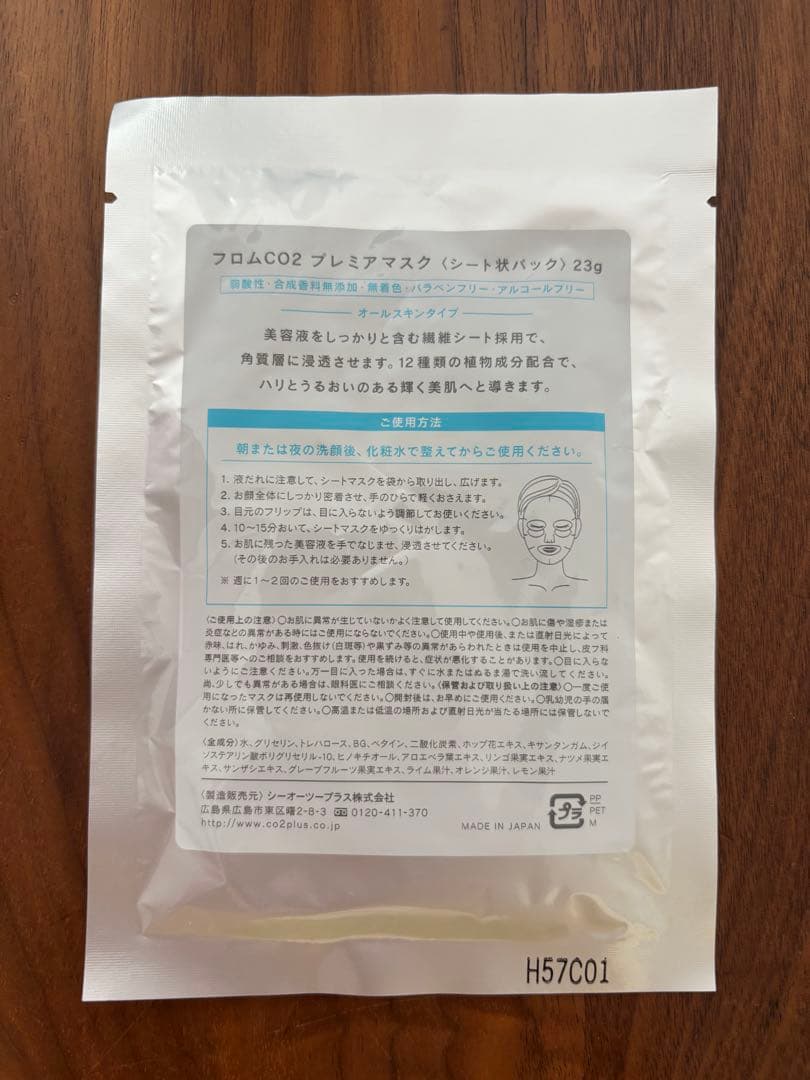 フロムCO2 プレミアマスク〈シート状パック〉23g
弱酸性・合成香料無添加・無着色・パラベンフリー・アルコールフリー
オールスキンタイプ
美容液をしっかりと含む繊維シート採用で、
角質層に浸透させます。12種類の植物成分配合で、
ハリとうるおいのある輝く美肌へと導きます。
ご使用方法
朝または夜の洗顔後、化粧水で整えてからご使用ください。
1. 液だれに注意して、シートマスクを袋から取り出し、広げます。
2. お顔全体にしっかり密着させ、手のひらで軽くおさえます。
3. 目元のフリップは、目に入らないよう調節してお使いください。
4. 10〜15分おいて、シートマスクをゆっくりはがします。
5. お肌に残った美容液を手でなじませ、浸透させてください。
(その後のお手入れは必要ありません。)
※ 週に1〜2回のご使用をおすすめします。
〈ご使用上の注意〉〇お肌に異常が生じていないかよく注意して使用してください。〇お肌に傷や湿疹または
炎症などの異常がある時にはご使用にならないでください。〇使用中や使用後、または直射日光によって
赤味、はれ、かゆみ、刺激、色抜け(白斑等)や黒ずみ等の異常があらわれたときは使用を中止し、皮フ科
専門医等へのご相談をおすすめします。使用を続けると、症状が悪化することがあります。〇目に入らな
いようにご注意ください。万一目に入った場合は、すぐに水またはぬるま湯で洗い流してください。
尚、少しでも異常がある場合は、眼科医にご相談ください。〈保管および取り扱い上の注意〉〇一度ご使
用になったマスクは再使用しないでください。〇開封後は、お早めにご使用ください。〇乳幼児の手の届
かない所に保管してください。〇高温または低温の場所および直射日光が当たる場所には保管しないで
ください。
〈全成分〉水、グリセリン、トレハロース、BG、ベタイン、二酸化炭素、ホップ花エキス、キサンタンガム、ジイ
ソステアリン酸ポリグリセリル-10、ヒノキチオール、アロエベラ葉エキス、リンゴ果実エキス、ナツメ果実エ
キス、サンザシエキス、グレープフルーツ果実エキス、ライム果汁、オレンジ果汁、レモン果汁
〈製造販売元〉シーオーツープラス株式会社
広島県広島市東区曙2-8-3 0120-411-370
http://www.co2plus.co.jp
MADE IN JAPAN
プラ
PP
PET
M
H57C01